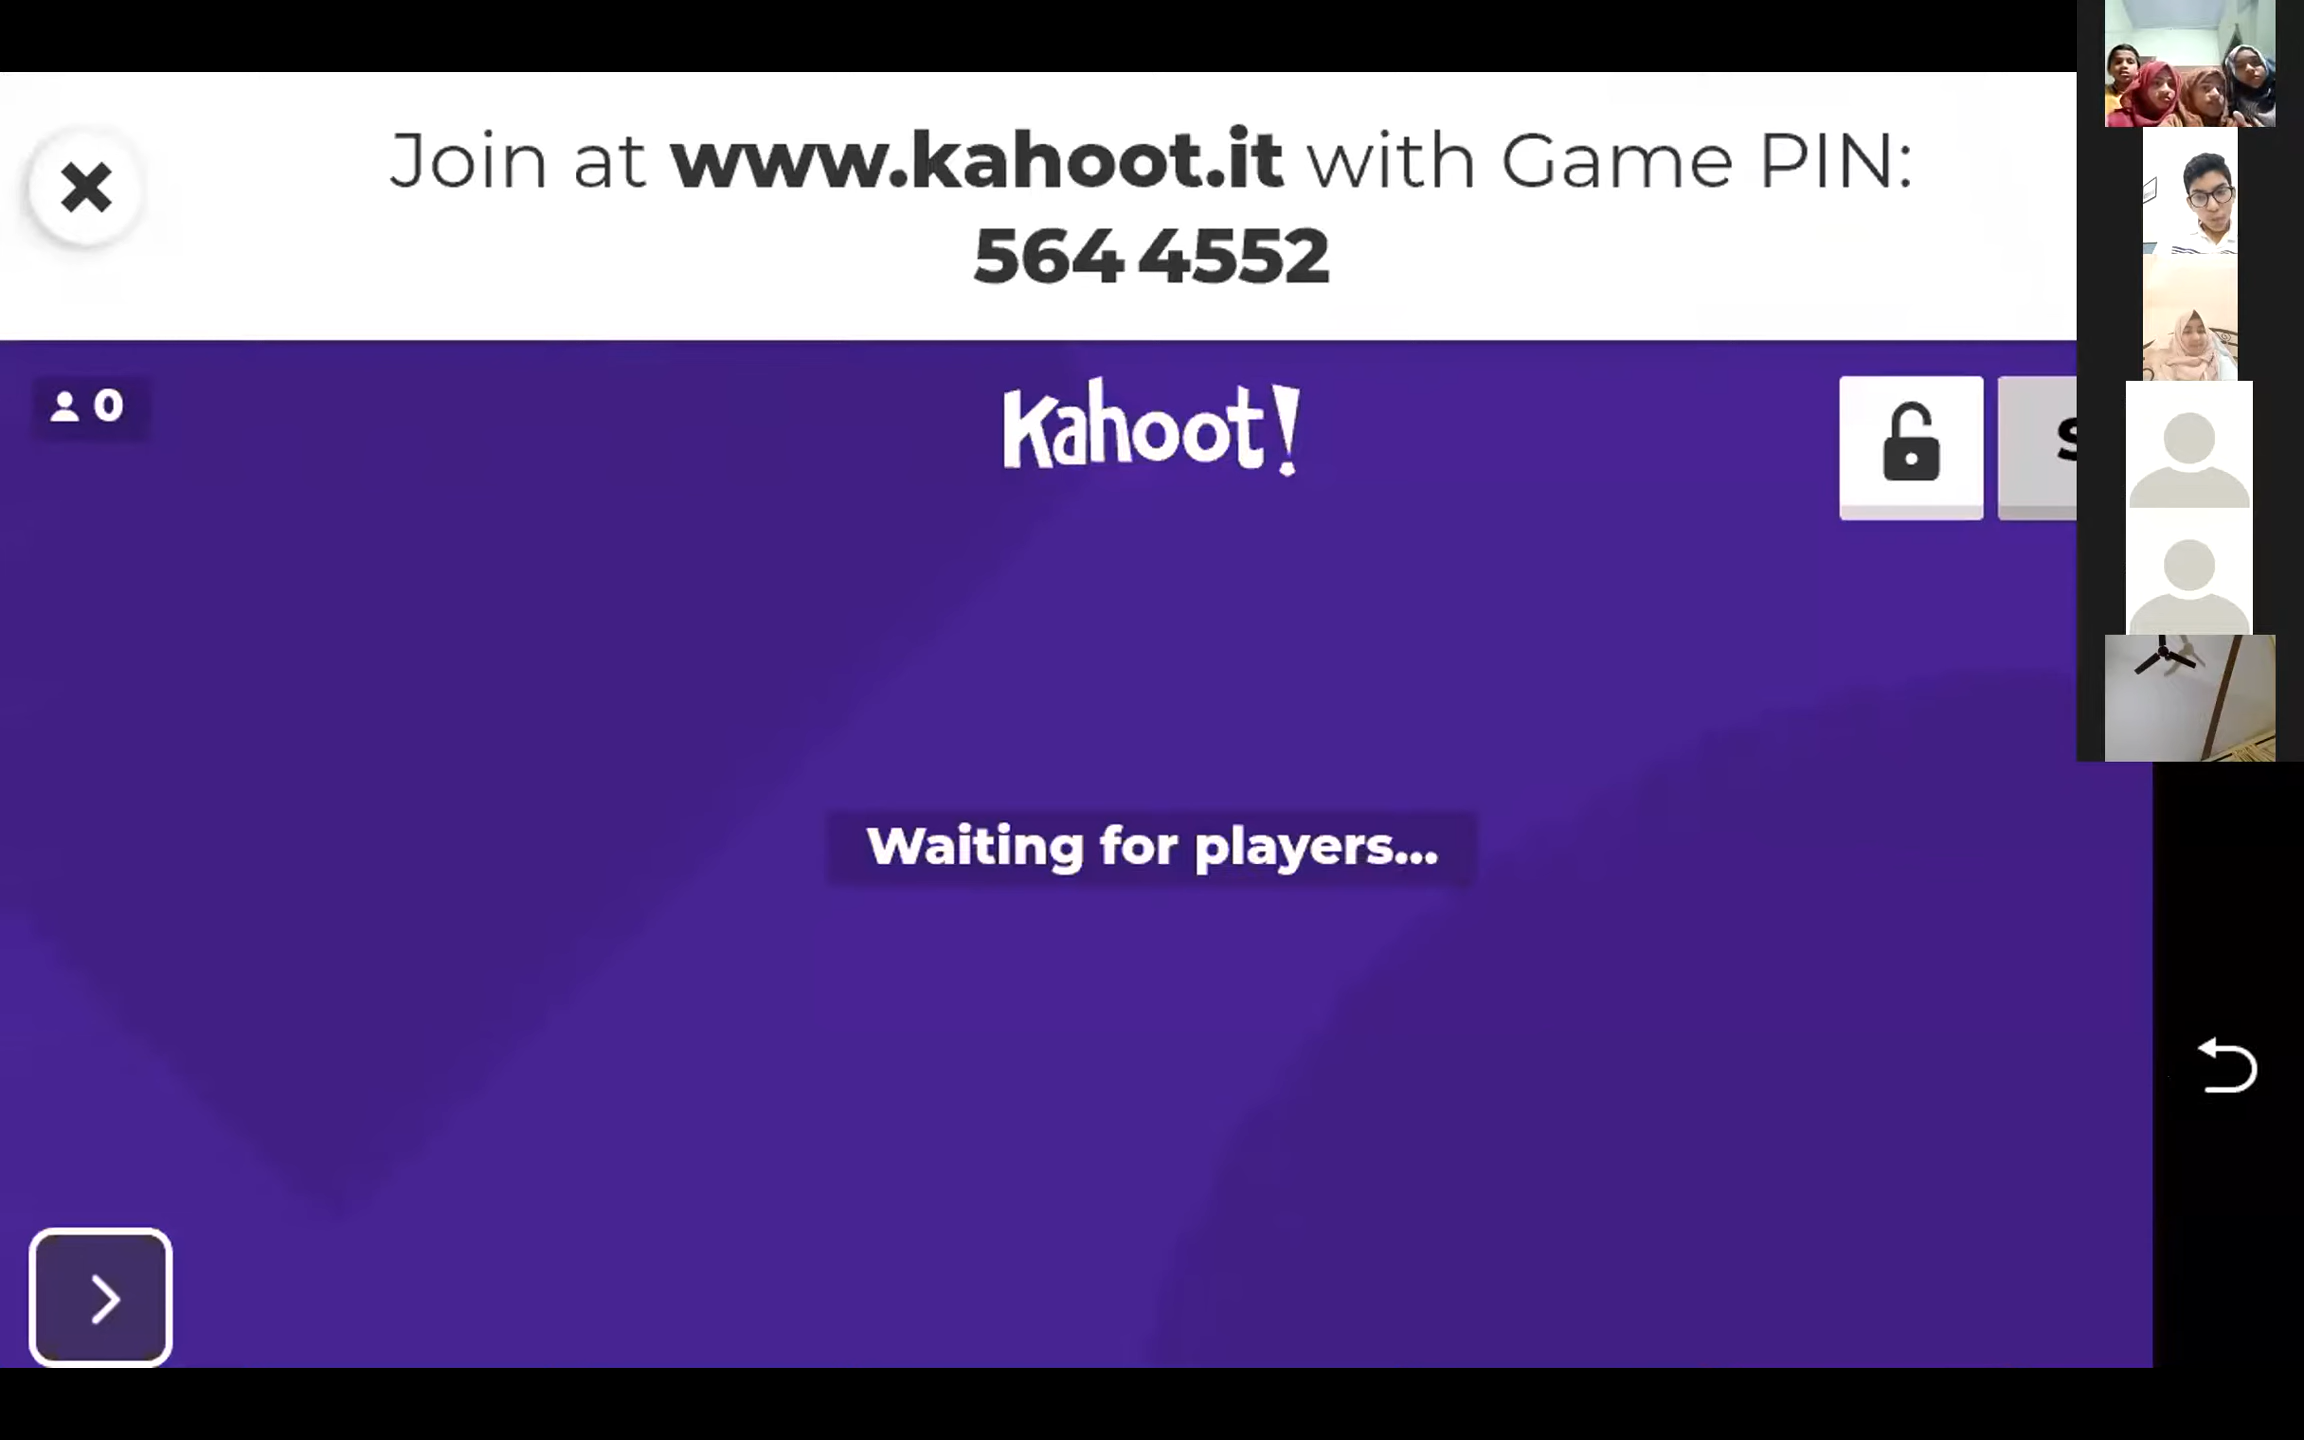 Join at www.kahoot.it with Game PIN:
564 4552
0
Kahoot!
Waiting for players...